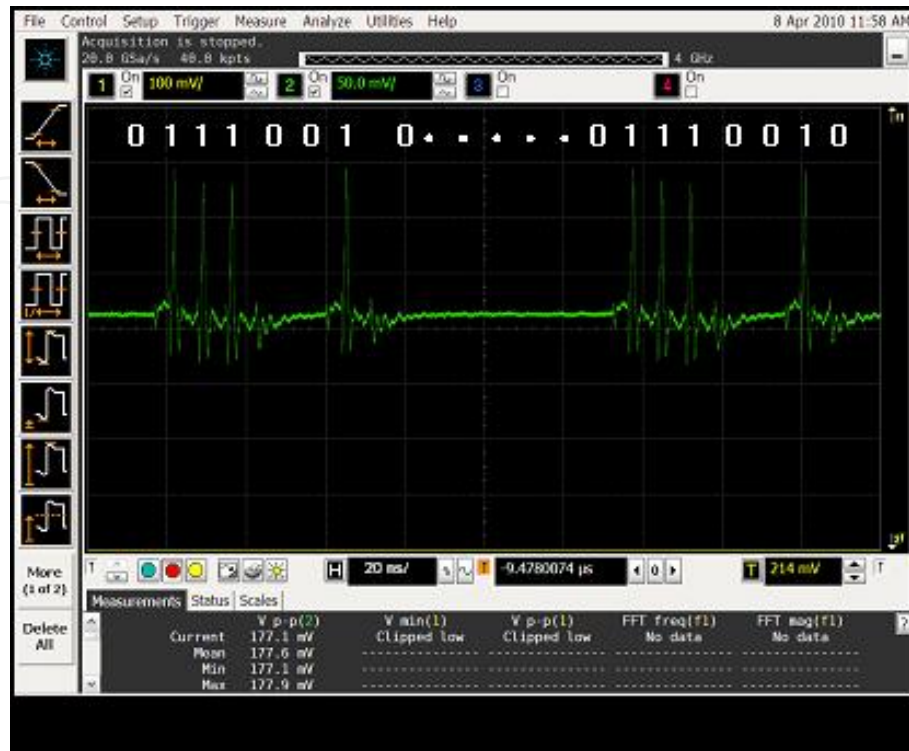 File Control Setup Trigger Measure Analyze Utilities Help 8 Apr 2010 11:58 AM
Acquisition is stopped.
20.0 GSa/s 40.0 kpts 4 GHz
1 On 100 mV/ 2 On 50.0 mV/ 3 On 4 On
0 1 1 1 0 0 1 0 . . . . . 0 1 1 1 0 0 1 0
More
(1 of 2)
Delete
All
T H 20 ns/ T -9.4780074 µs 0 T 214 mV T
Measurements Status Scales
V p-p(2) V min(1) V p-p(1) FFT freq(f1) FFT mag(f1) ?
Current 177.1 mV Clipped low Clipped low No data No data
Mean 177.6 mV --------------- --------------- --------------- ---------------
Min 177.1 mV --------------- --------------- --------------- ---------------
Max 177.9 mV --------------- --------------- --------------- ---------------